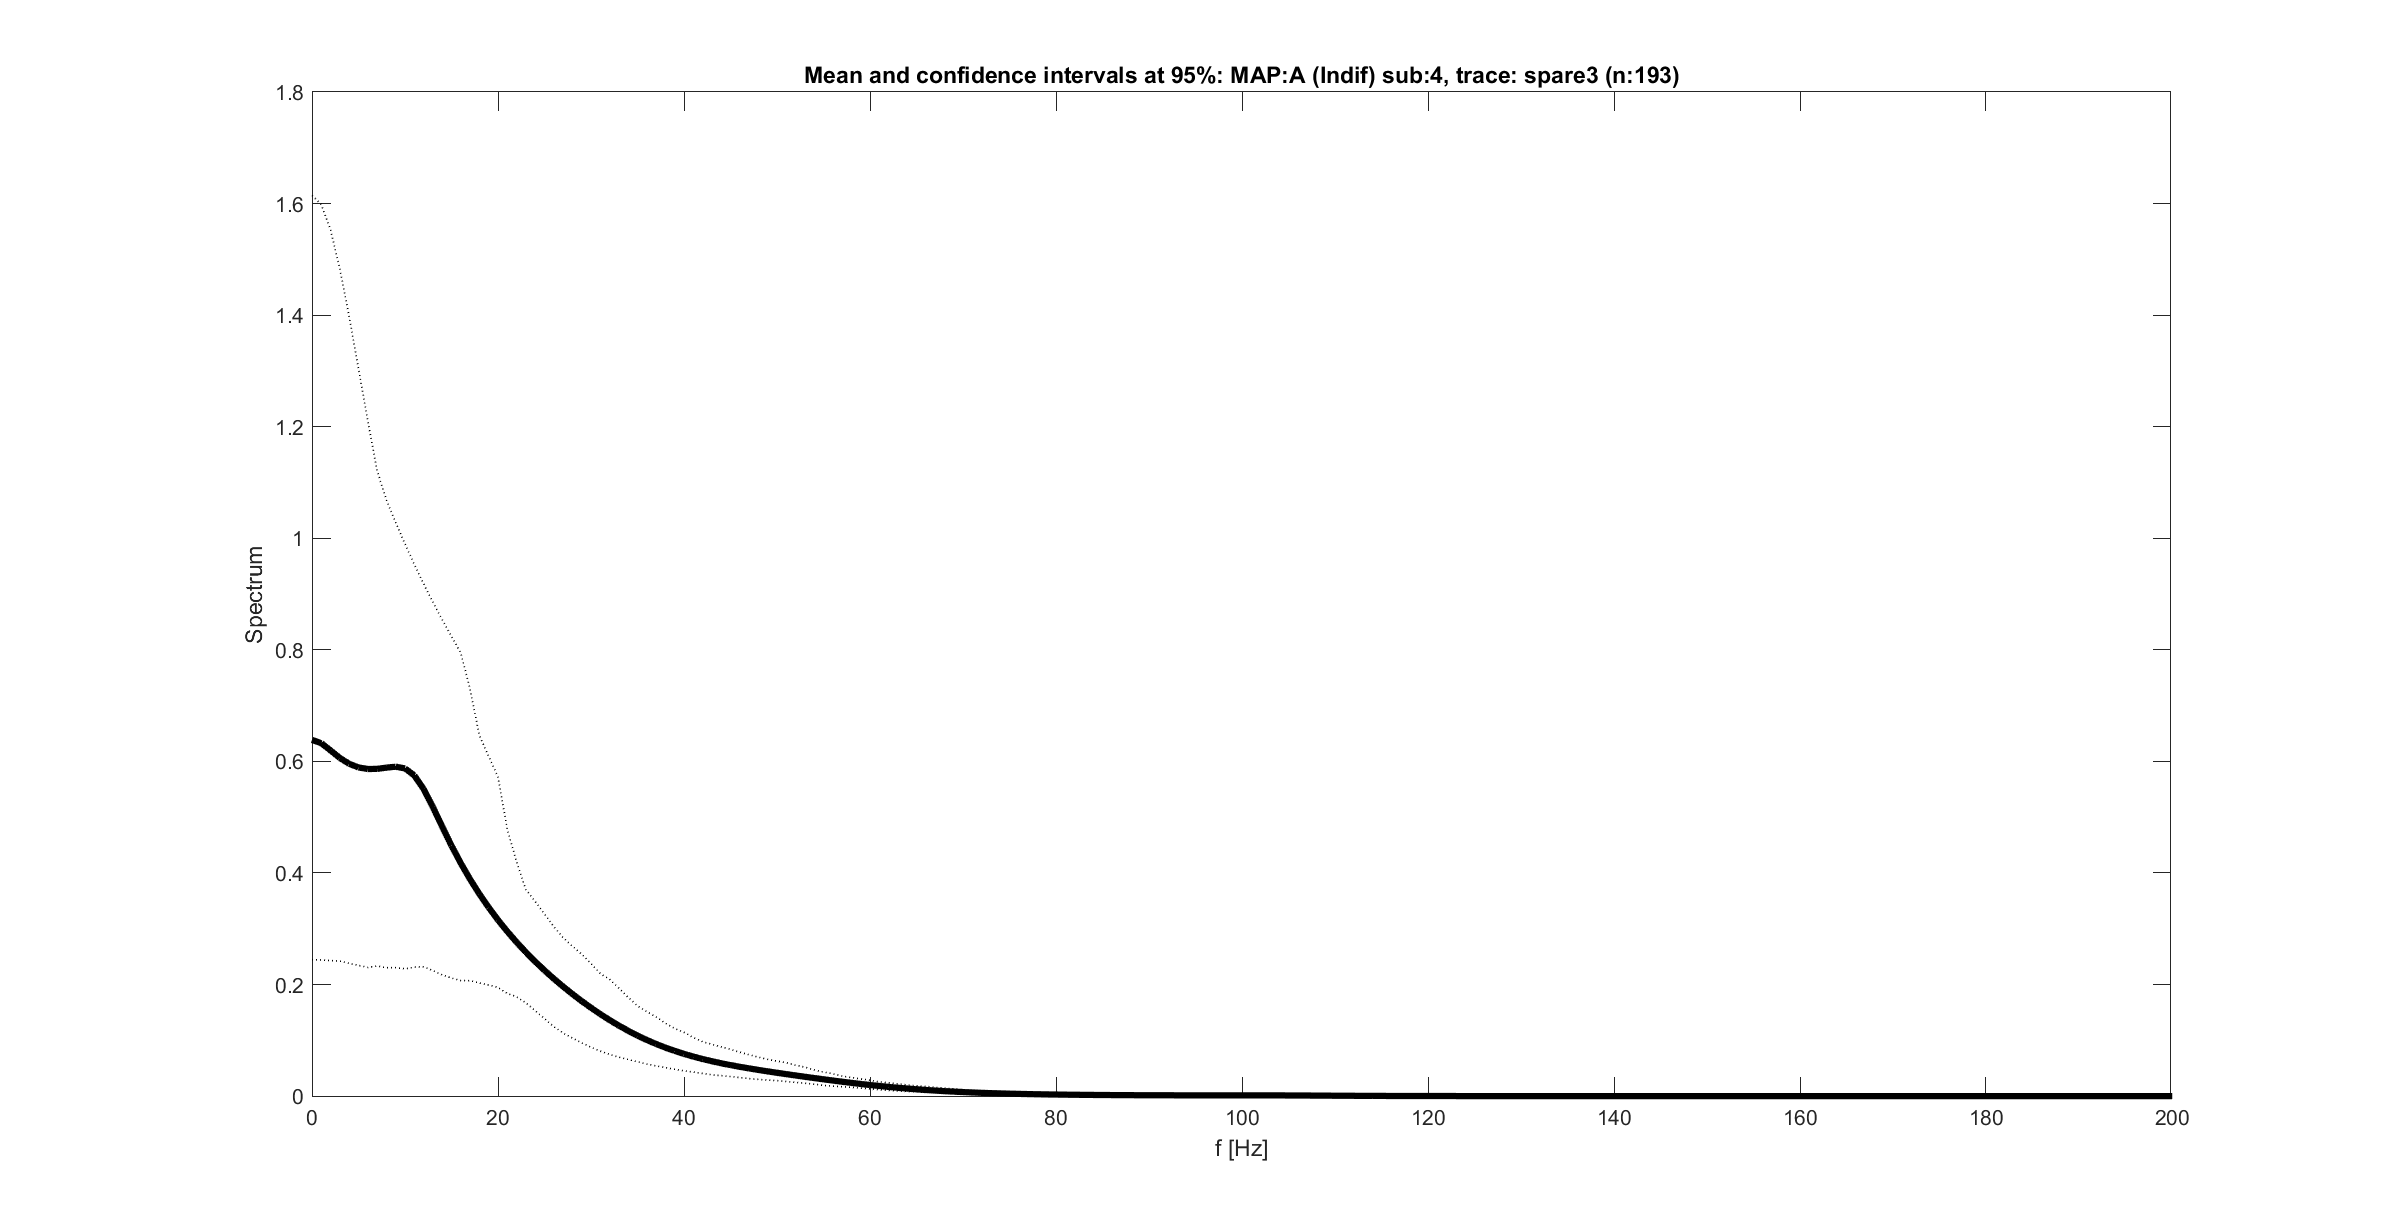 Mean and confidence intervals at 95%: MAP:A (Indif) sub:4, trace: spare3 (n:193)
1.8
1.6
1.4
1.2
1
0.8
0.6
0.4
0.2
0
Spectrum
0 20 40 60 80 100 120 140 160 180 200
f [Hz]